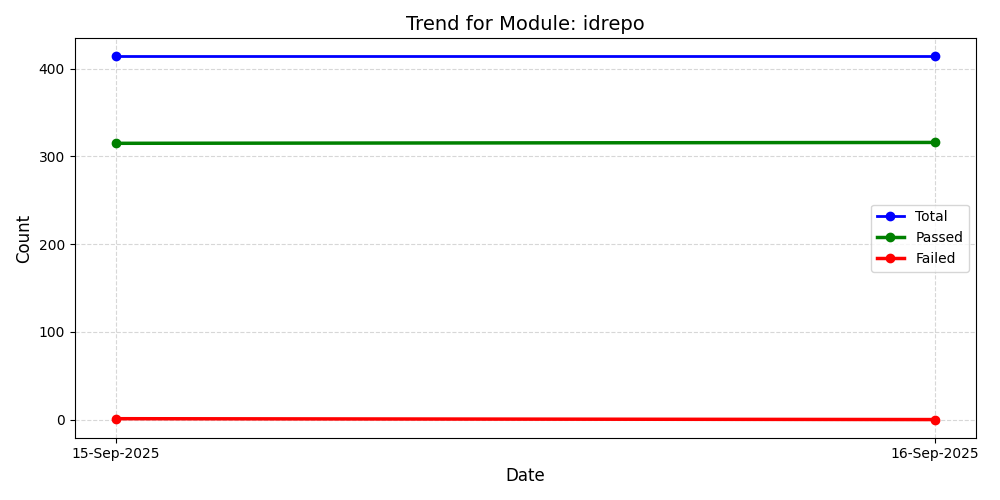 Trend for Module: idrepo
Count
400
300
200
100
0
Total
Passed
Failed
15-Sep-2025
16-Sep-2025
Date